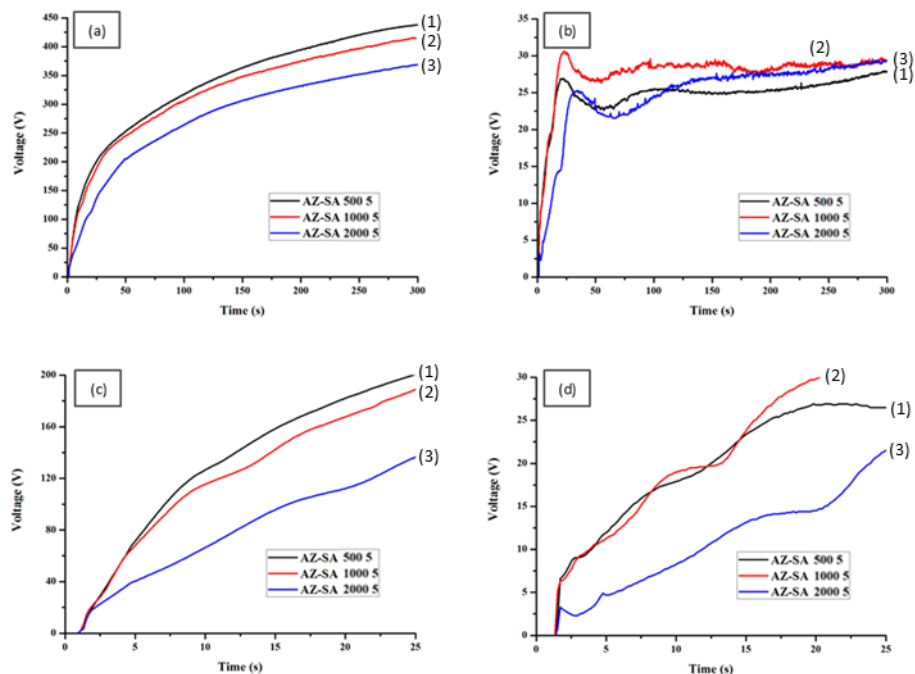 (a)
(1)
(2)
(3)
450
400
350
300
250
200
150
100
50
0
Voltage (V)
AZ-SA 500 5
AZ-SA 1000 5
AZ-SA 2000 5
0 50 100 150 200 250 300
Time (s)
(b)
(2)
(3)
(1)
35
30
25
20
15
10
5
0
Voltage (V)
AZ-SA 500 5
AZ-SA 1000 5
AZ-SA 2000 5
0 50 100 150 200 250 300
Time (s)
(c)
(1)
(2)
(3)
200
160
120
80
40
0
Voltage (V)
AZ-SA 500 5
AZ-SA 1000 5
AZ-SA 2000 5
0 5 10 15 20 25
Time (s)
(d)
(2)
(1)
(3)
30
25
20
15
10
5
0
Voltage (V)
AZ-SA 500 5
AZ-SA 1000 5
AZ-SA 2000 5
0 5 10 15 20 25
Time (s)